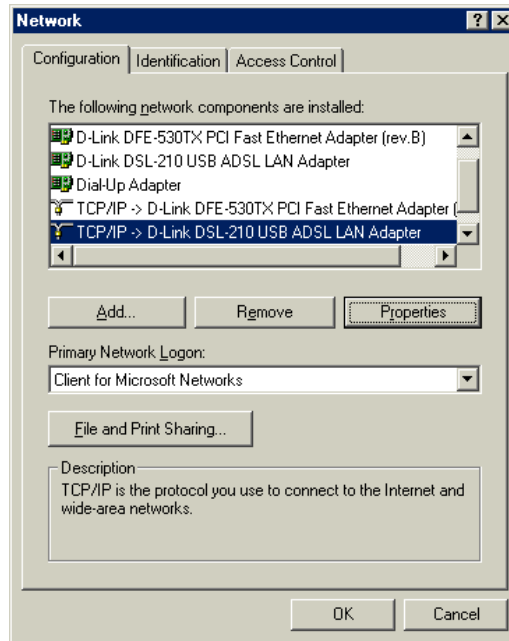 Network
Configuration Identification Access Control
The following network components are installed:
D-Link DFE-530TX PCI Fast Ethernet Adapter (rev.B)
D-Link DSL-210 USB ADSL LAN Adapter
Dial-Up Adapter
TCP/IP -> D-Link DFE-530TX PCI Fast Ethernet Adapter (
TCP/IP -> D-Link DSL-210 USB ADSL LAN Adapter
Add... Remove Properties
Primary Network Logon:
Client for Microsoft Networks
File and Print Sharing...
Description
TCP/IP is the protocol you use to connect to the Internet and
wide-area networks.
OK Cancel